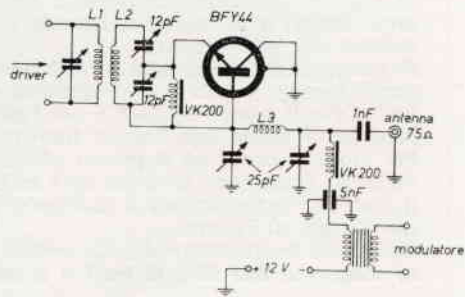 L1 L2
12pF
BFY44
driver
12pF
VK200
L3
1nF
antenna
75Ω
25pF
VK200
5nF
modulatore
+ 12 V -